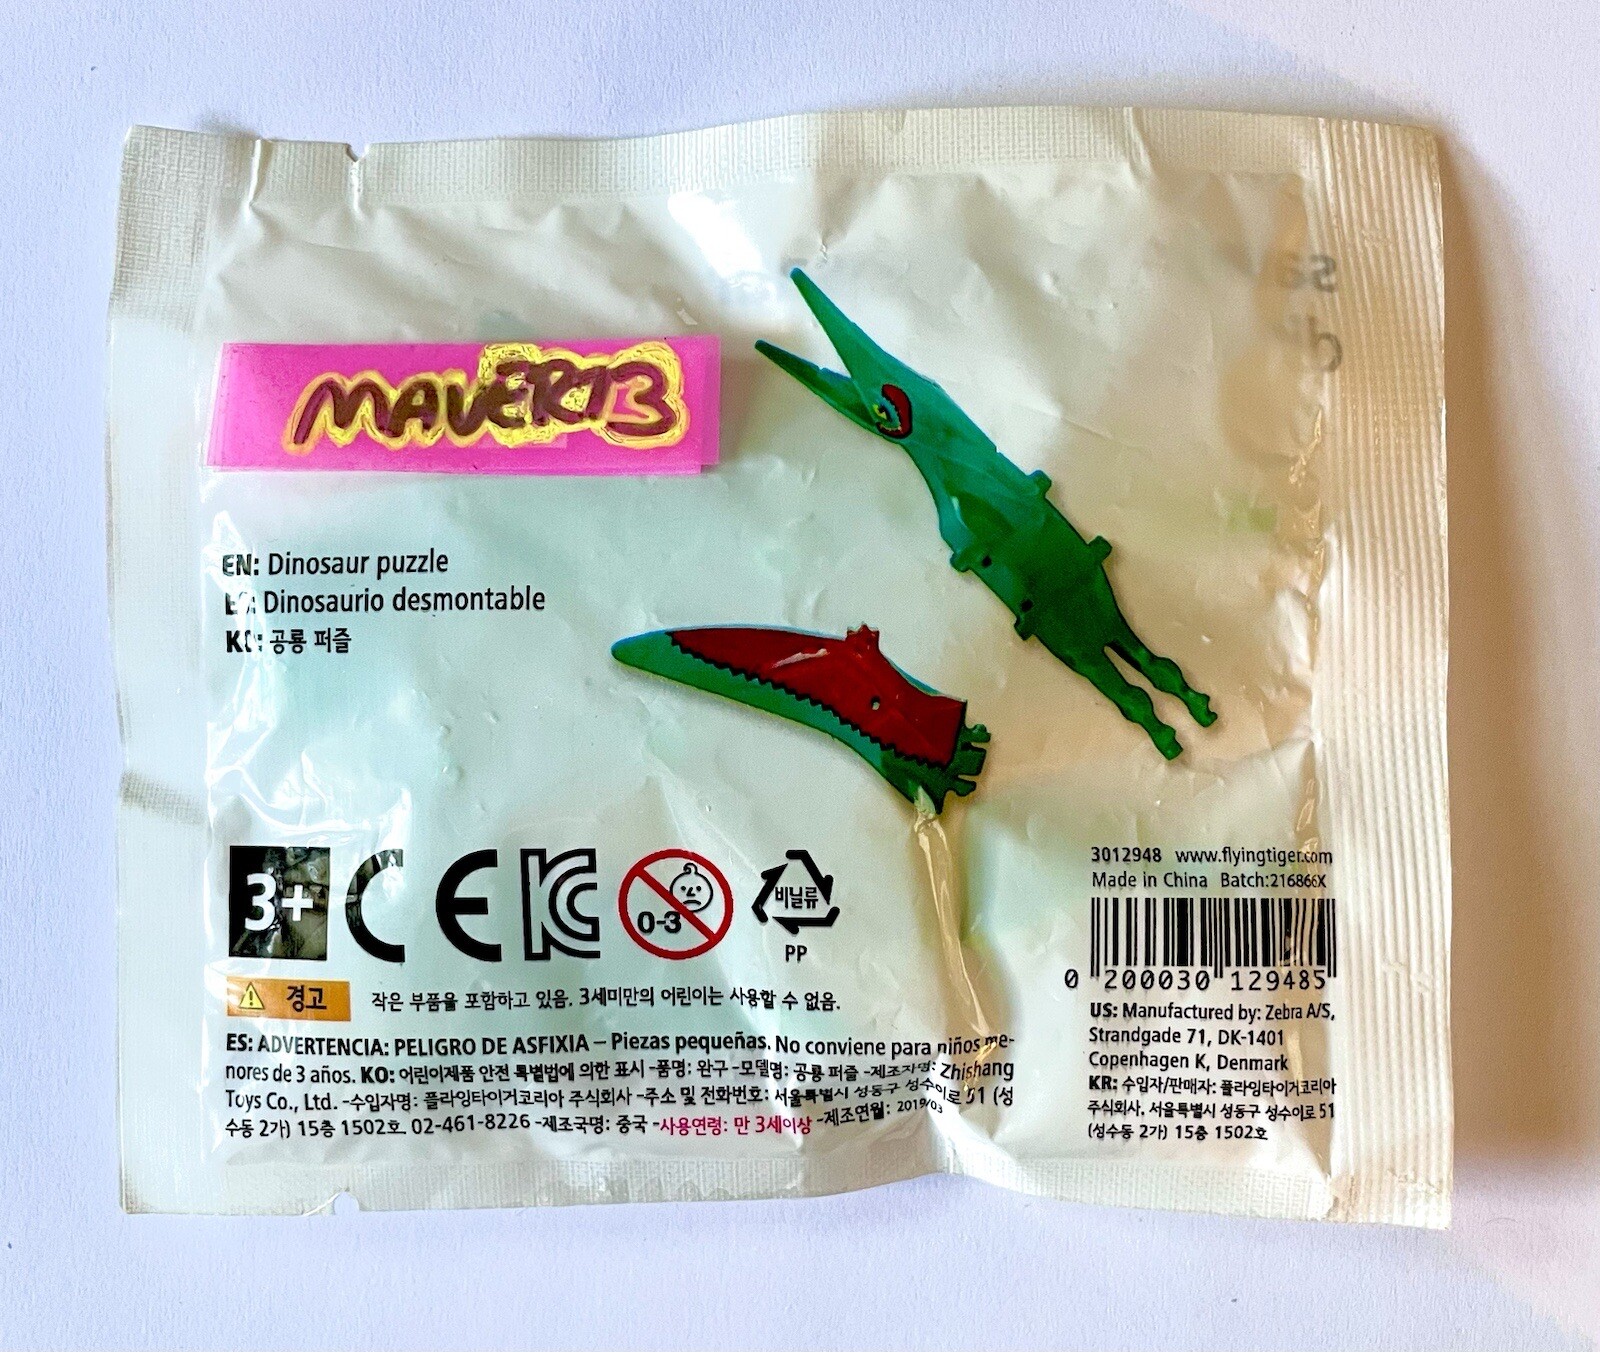 MAVERT3
EN: Dinosaur puzzle
ES: Dinosaurio desmontable
KO: 공룡 퍼즐
3+
CE
KC
0-3
비닐류
PP
경고
작은 부품을 포함하고 있음. 3세미만의 어린이는 사용할 수 없음.
ES: ADVERTENCIA: PELIGRO DE ASFIXIA – Piezas pequeñas. No conviene para niños me-
nores de 3 años. KO: 어린이제품 안전 특별법에 의한 표시 -품명: 완구 -모델명: 공룡 퍼즐 -제조자명: Zhishang
Toys Co., Ltd. -수입자명: 플라잉타이거코리아 주식회사 -주소 및 전화번호: 서울특별시 성동구 성수이로 51 (성
수동 2가) 15층 1502호 02-461-8226 -제조국명: 중국 -사용연령: 만 3세이상 -제조연월: 2019/03
3012948 www.flyingtiger.com
Made in China Batch:216866X
0 200030 129485
US: Manufactured by: Zebra A/S,
Strandgade 71, DK-1401
Copenhagen K, Denmark
KR: 수입자/판매자: 플라잉타이거코리아
주식회사. 서울특별시 성동구 성수이로 51
(성수동 2가) 15층 1502호